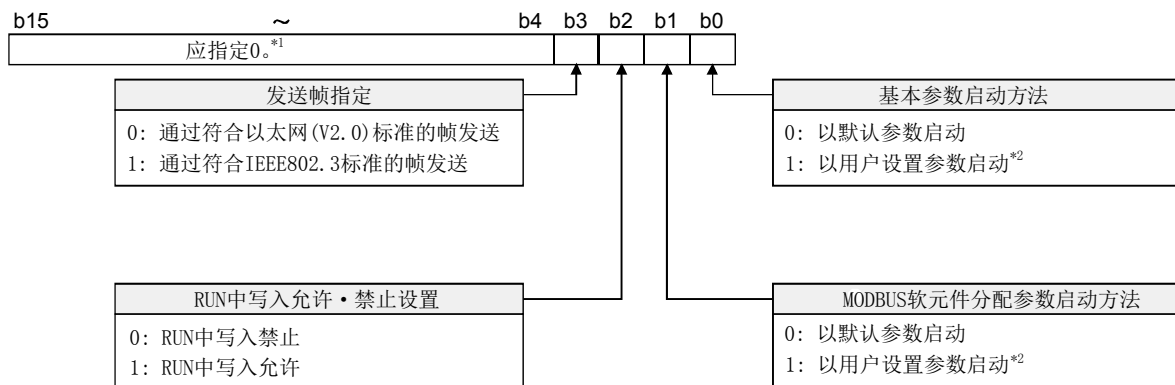 b15 ~ b4 b3 b2 b1 b0
应指定0。*1
发送帧指定
0: 通过符合以太网(V2.0)标准的帧发送
1: 通过符合IEEE802.3标准的帧发送
基本参数启动方法
0: 以默认参数启动
1: 以用户设置参数启动*2
RUN中写入允许·禁止设置
0: RUN中写入禁止
1: RUN中写入允许
MODBUS软元件分配参数启动方法
0: 以默认参数启动
1: 以用户设置参数启动*2